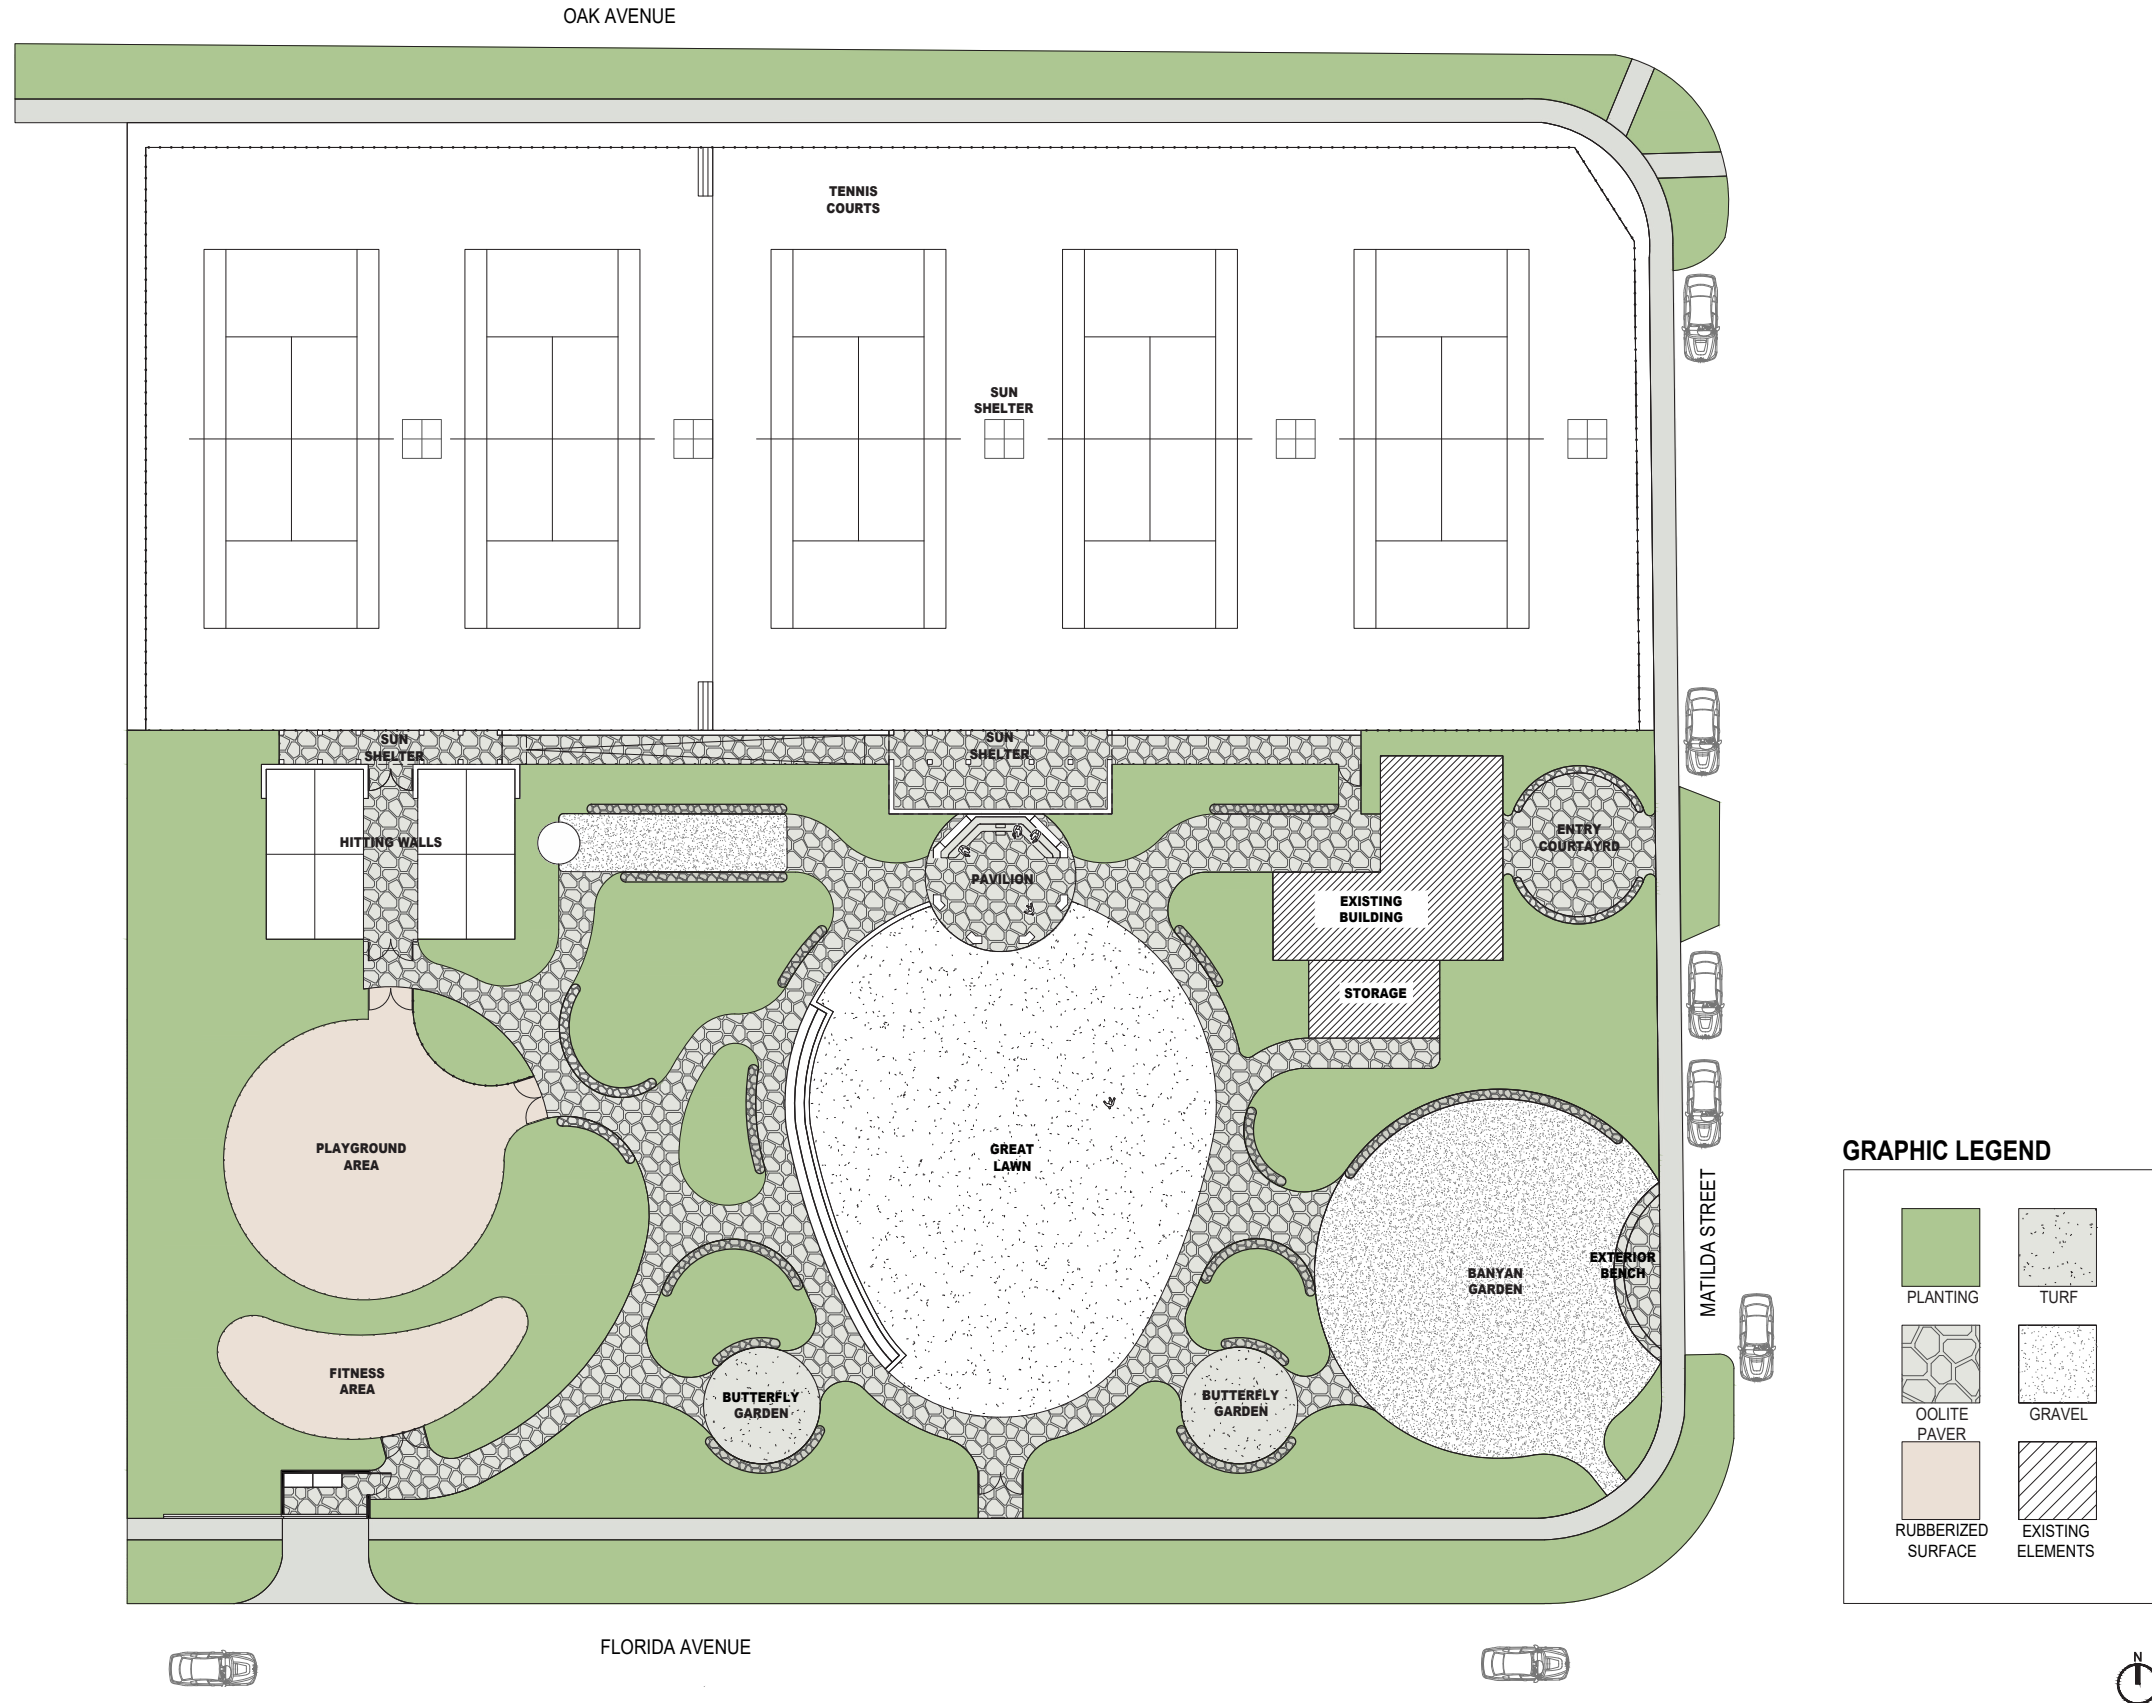 OAK AVENUE
TENNIS
COURTS
SUN
SHELTER
SUN
SHELTER
SUN
SHELTER
HITTING WALLS
ENTRY
COURTAYRD
PAVILION
EXISTING
BUILDING
STORAGE
PLAYGROUND
AREA
GREAT
LAWN
MATILDA STREET
EXTERIOR
BENCH
BANYAN
GARDEN
FITNESS
AREA
BUTTERFLY
GARDEN
BUTTERFLY
GARDEN
FLORIDA AVENUE
GRAPHIC LEGEND
PLANTING
TURF
OOLITE
PAVER
GRAVEL
RUBBERIZED
SURFACE
EXISTING
ELEMENTS
N